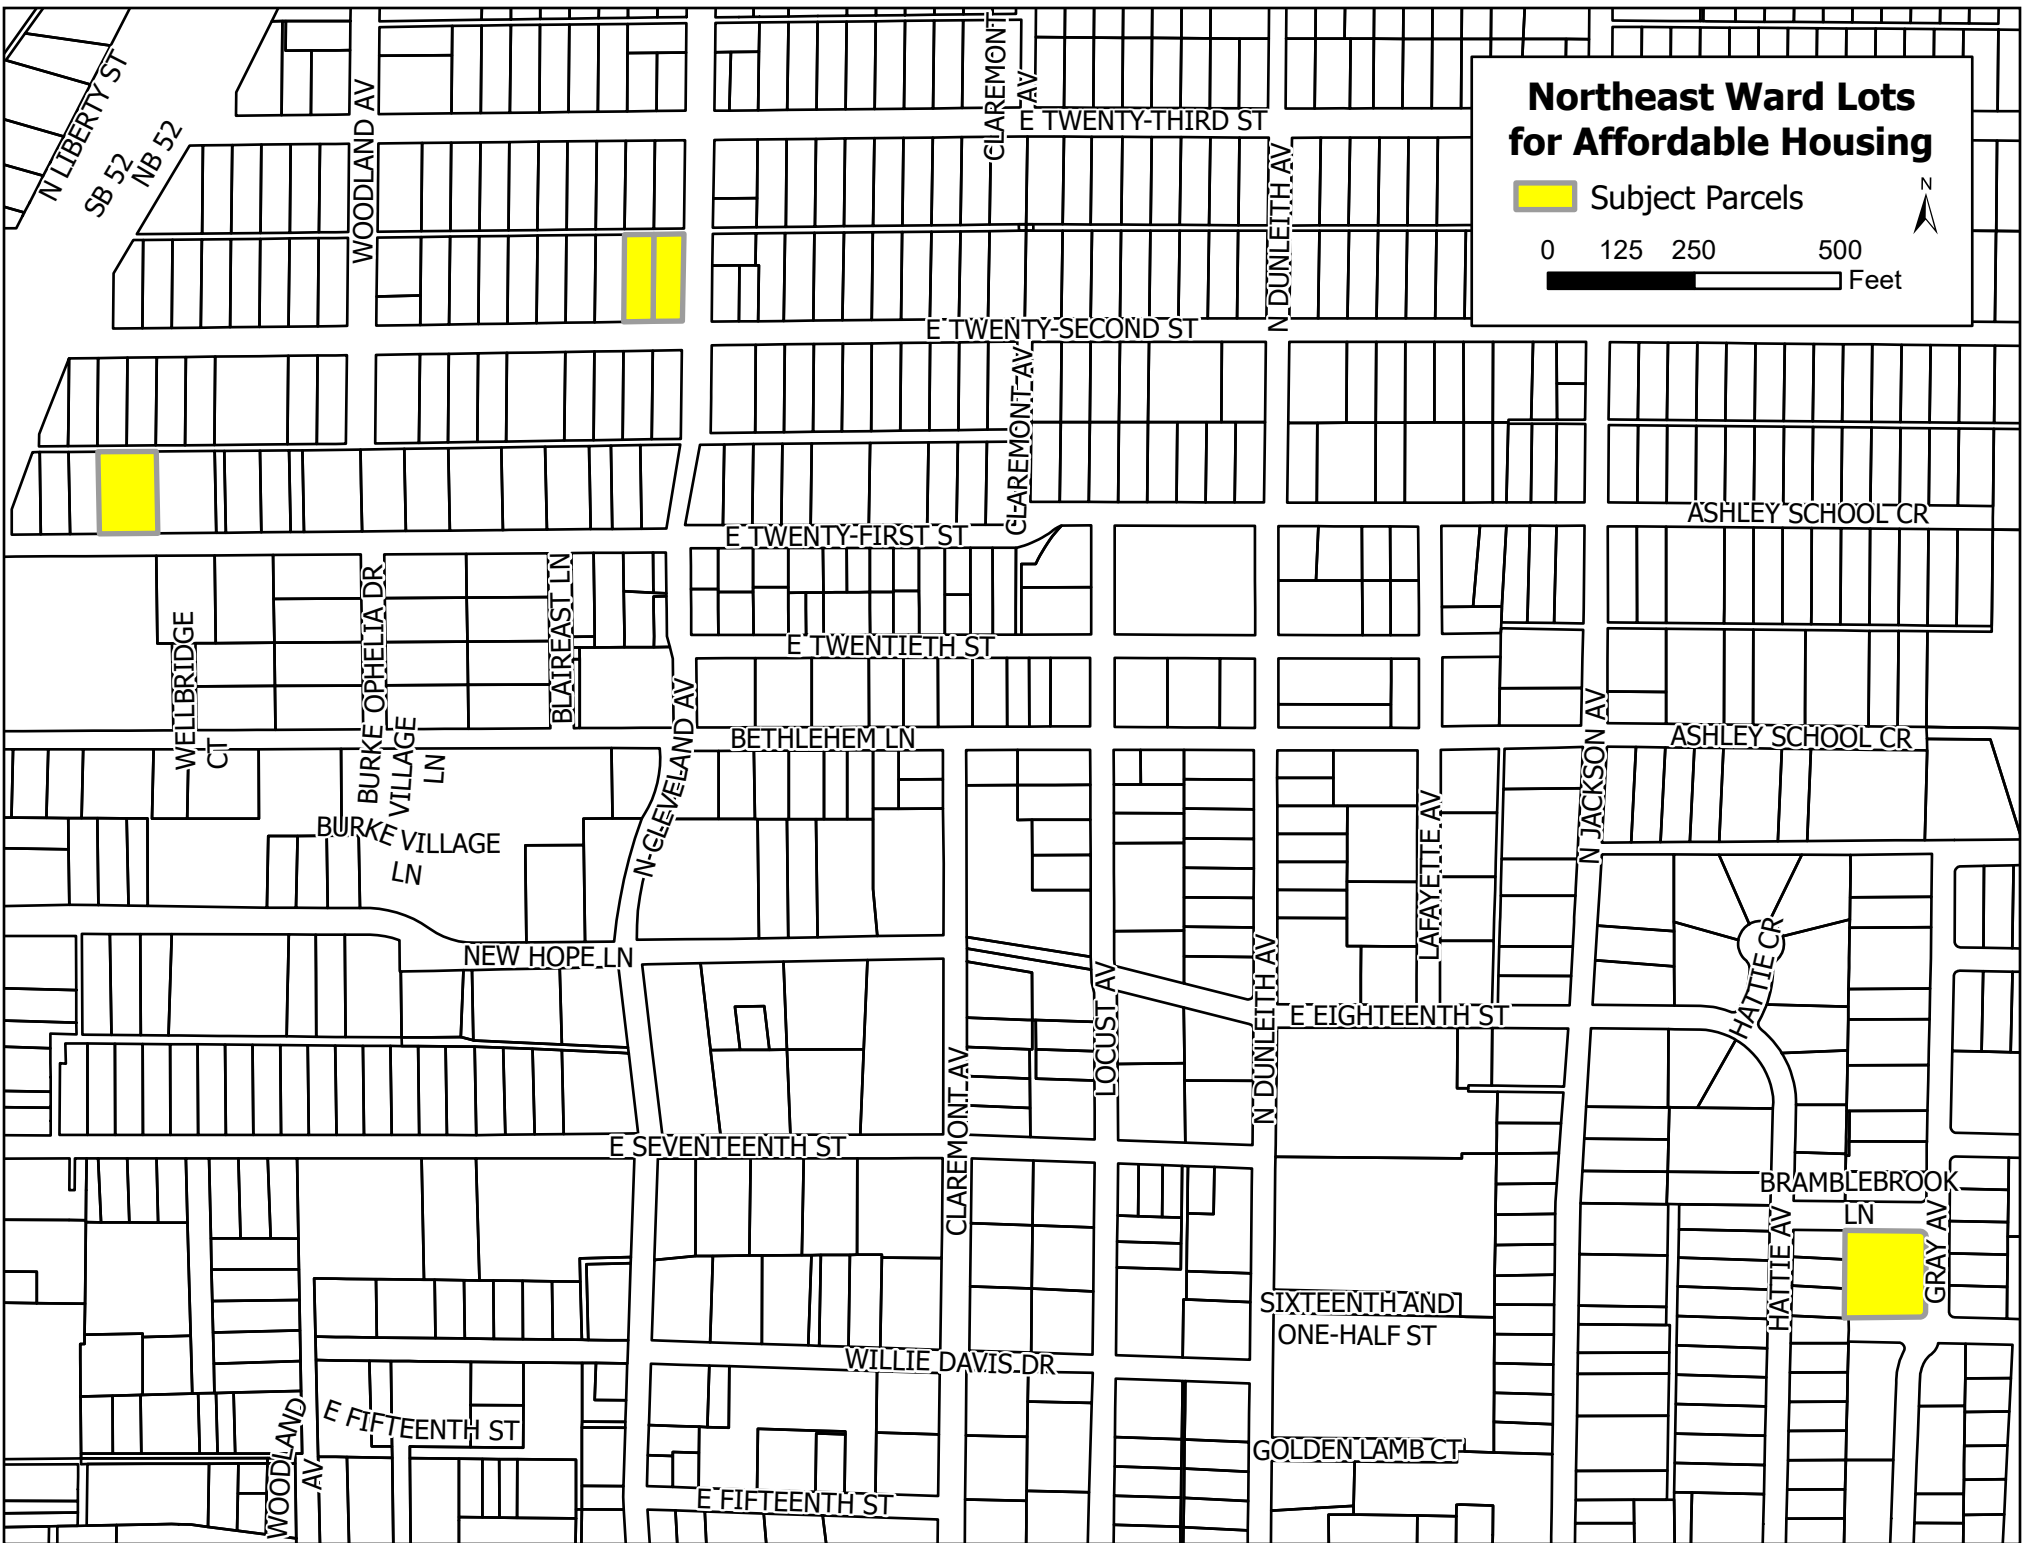 Northeast Ward Lots
for Affordable Housing
Subject Parcels
N
0 125 250 500
Feet
N LIBERTY ST
SB 52
NB 52
WOODLAND AV
CLAREMONT
AV
E TWENTY-THIRD ST
N DUNLEITH AV
E TWENTY-SECOND ST
CLAREMONT AV
E TWENTY-FIRST ST
ASHLEY SCHOOL CR
WELLBRIDGE
CT
BURKE OPHELIA DR
BLAIREAST LN
E TWENTIETH ST
BURKE
VILLAGE
LN
N CLEVELAND AV
BETHLEHEM LN
N JACKSON AV
ASHLEY SCHOOL CR
BURKE VILLAGE
LN
LAFAYETTE AV
NEW HOPE LN
LOCUST AV
N DUNLEITH AV
E EIGHTEENTH ST
HATTIE CR
CLAREMONT AV
E SEVENTEENTH ST
BRAMBLEBROOK
LN
HATTIE AV
GRAY AV
SIXTEENTH AND
ONE-HALF ST
WILLIE DAVIS DR
WOODLAND
AV
E FIFTEENTH ST
GOLDEN LAMB CT
E FIFTEENTH ST